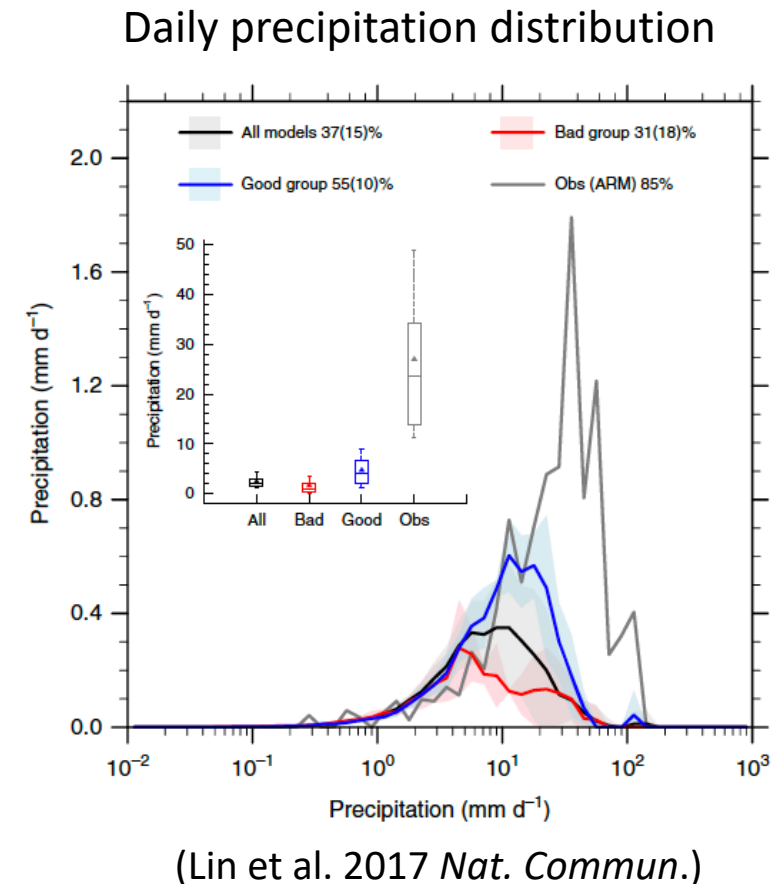 Daily precipitation distribution
All models 37(15)%
Bad group 31(18)%
Good group 55(10)%
Obs (ARM) 85%
2.0
1.6
1.2
0.8
0.4
0.0
Precipitation (mm d⁻¹)
50
40
30
20
10
0
Precipitation (mm d⁻¹)
All Bad Good Obs
10⁻² 10⁻¹ 10⁰ 10¹ 10² 10³
Precipitation (mm d⁻¹)
(Lin et al. 2017 Nat. Commun.)